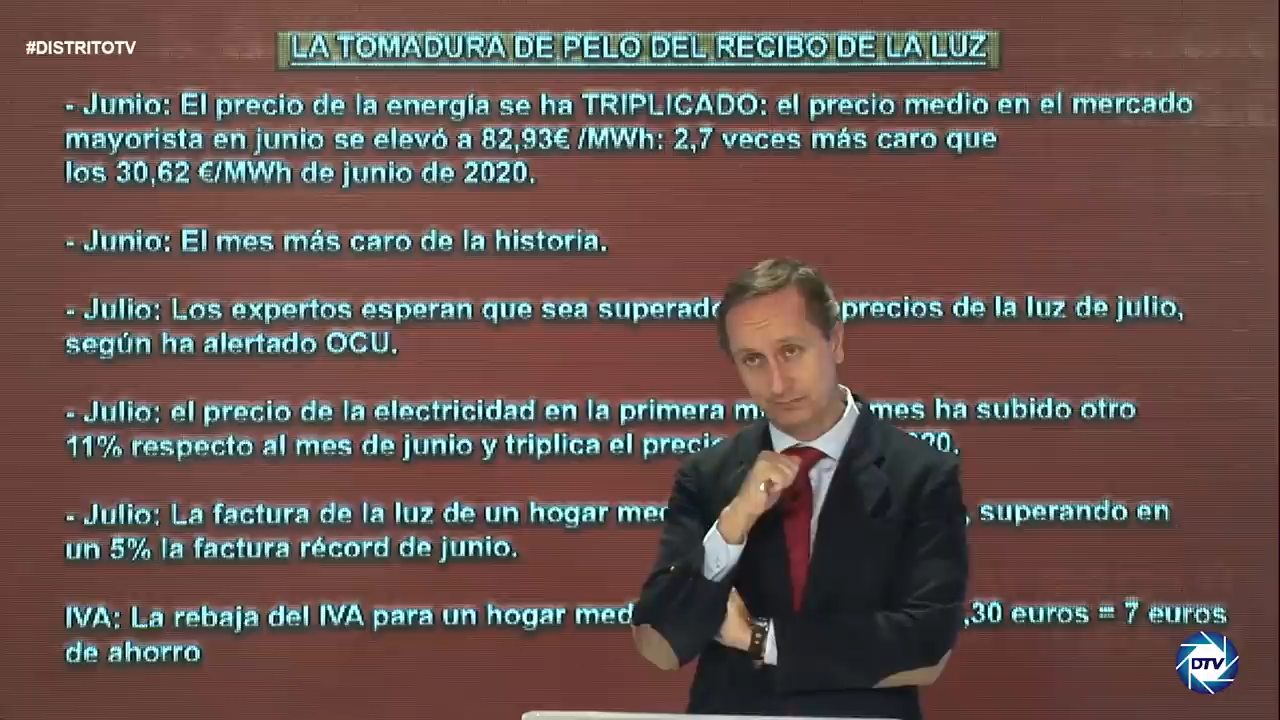 #DISTRITOTV
LA TOMADURA DE PELO DEL RECIBO DE LA LUZ
- Junio: El precio de la energía se ha TRIPLICADO: el precio medio en el mercado
mayorista en junio se elevó a 82,93€ /MWh: 2,7 veces más caro que
los 30,62 €/MWh de junio de 2020.
- Junio: El mes más caro de la historia.
- Julio: Los expertos esperan que sea precios de la luz de julio,
según ha alertado OCU.
- Julio: el precio de la electricidad en la primera mes ha subido otro
11% respecto al mes de junio y triplica el
- Julio: La factura de la luz de un hogar , superando en
un 5% la factura récord de junio.
IVA: La rebaja del IVA para un hogar ,30 euros = 7 euros
de ahorro
DTV